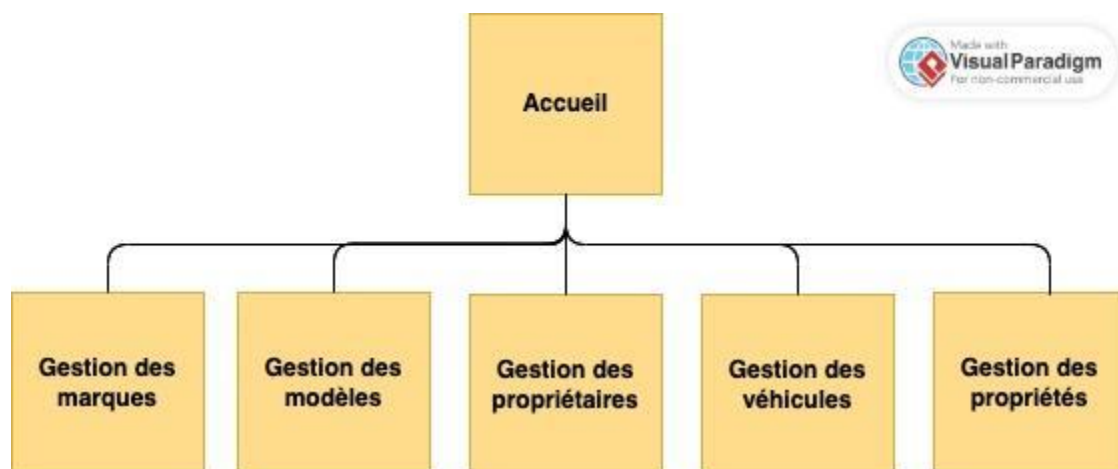 Made with
Visual Paradigm
For non-commercial use
Accueil
Gestion des
marques
Gestion des
modèles
Gestion des
propriétaires
Gestion des
véhicules
Gestion des
propriétés